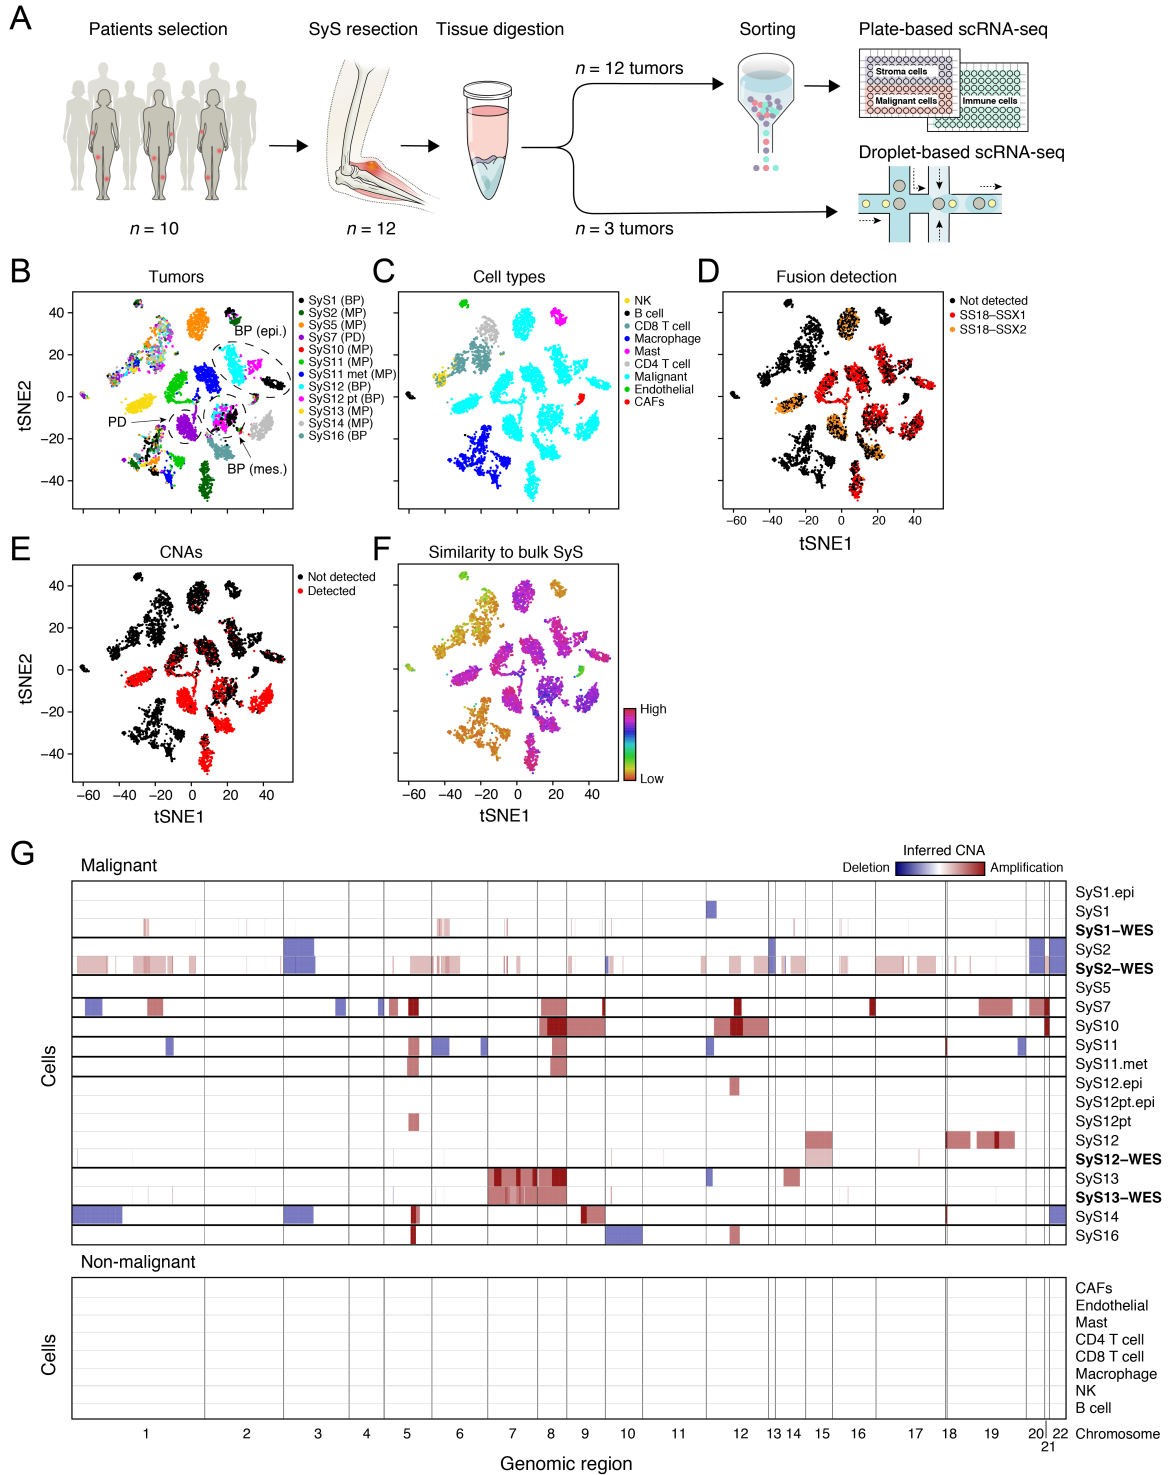 A
Patients selection
SyS resection
Tissue digestion
Sorting
Plate-based scRNA-seq
n = 12 tumors
Stroma cells
Malignant cells
Immune cells
Droplet-based scRNA-seq
n = 10
n = 12
n = 3 tumors
B
Tumors
tSNE2
40
20
0
−20
−40
BP (epi.)
PD
BP (mes.)
SyS1 (BP)
SyS2 (MP)
SyS5 (MP)
SyS7 (PD)
SyS10 (MP)
SyS11 (MP)
SyS11 met (MP)
SyS12 (BP)
SyS12 pt (BP)
SyS13 (MP)
SyS14 (MP)
SyS16 (BP
C
Cell types
NK
B cell
CD8 T cell
Macrophage
Mast
CD4 T cell
Malignant
Endothelial
CAFs
D
Fusion detection
Not detected
SS18–SSX1
SS18–SSX2
−60 −40 −20 0 20 40
tSNE1
E
CNAs
Not detected
Detected
tSNE2
40
20
0
−20
−40
−60 −40 −20 0 20 40
tSNE1
F
Similarity to bulk SyS
High
Low
−60 −40 −20 0 20 40
tSNE1
G
Malignant
Inferred CNA
Deletion
Amplification
Cells
SyS1.epi
SyS1
SyS1–WES
SyS2
SyS2–WES
SyS5
SyS7
SyS10
SyS11
SyS11.met
SyS12.epi
SyS12pt.epi
SyS12pt
SyS12
SyS12–WES
SyS13
SyS13–WES
SyS14
SyS16
Non-malignant
Cells
CAFs
Endothelial
Mast
CD4 T cell
CD8 T cell
Macrophage
NK
B cell
1 2 3 4 5 6 7 8 9 10 11 12 13 14 15 16 17 18 19 20 21 22 Chromosome
Genomic region